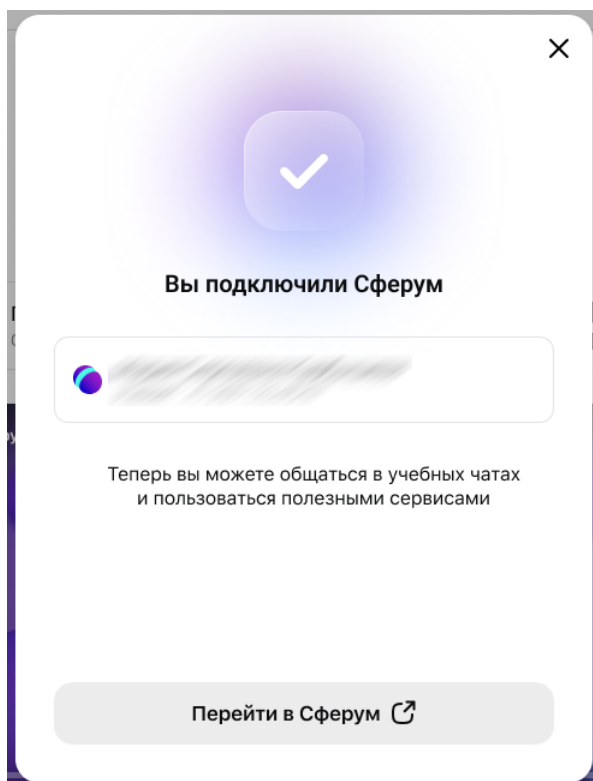 Вы подключили Сферум
Теперь вы можете общаться в учебных чатах
и пользоваться полезными сервисами
Перейти в Сферум